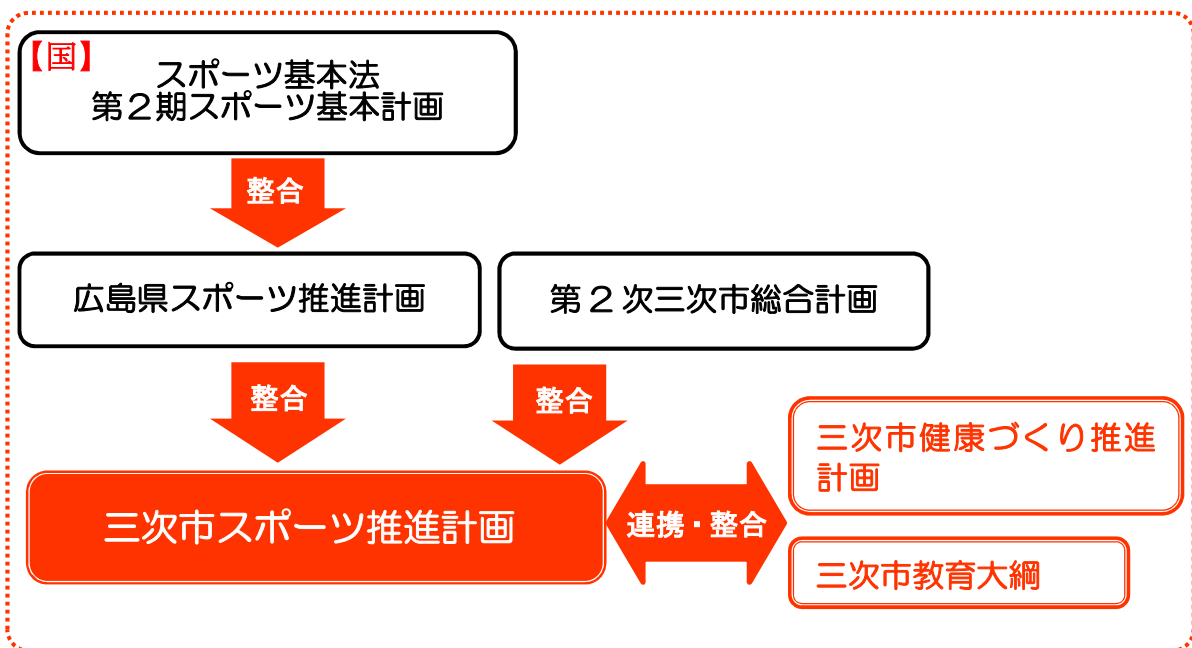 【国】
スポーツ基本法
第２期スポーツ基本計画
整合
広島県スポーツ推進計画
第２次三次市総合計画
整合
整合
三次市スポーツ推進計画
連携・整合
三次市健康づくり推進
計画
三次市教育大綱